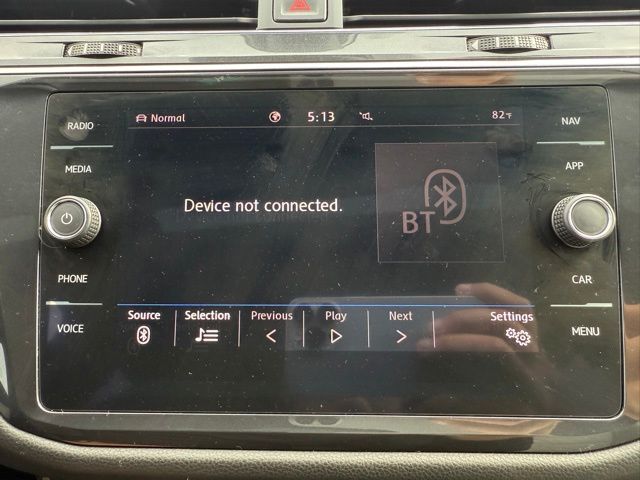 RADIO
MEDIA
PHONE
VOICE
Normal 5:13 82°F
Device not connected.
BT
Source Selection Previous Play Next Settings
NAV
APP
CAR
MENU